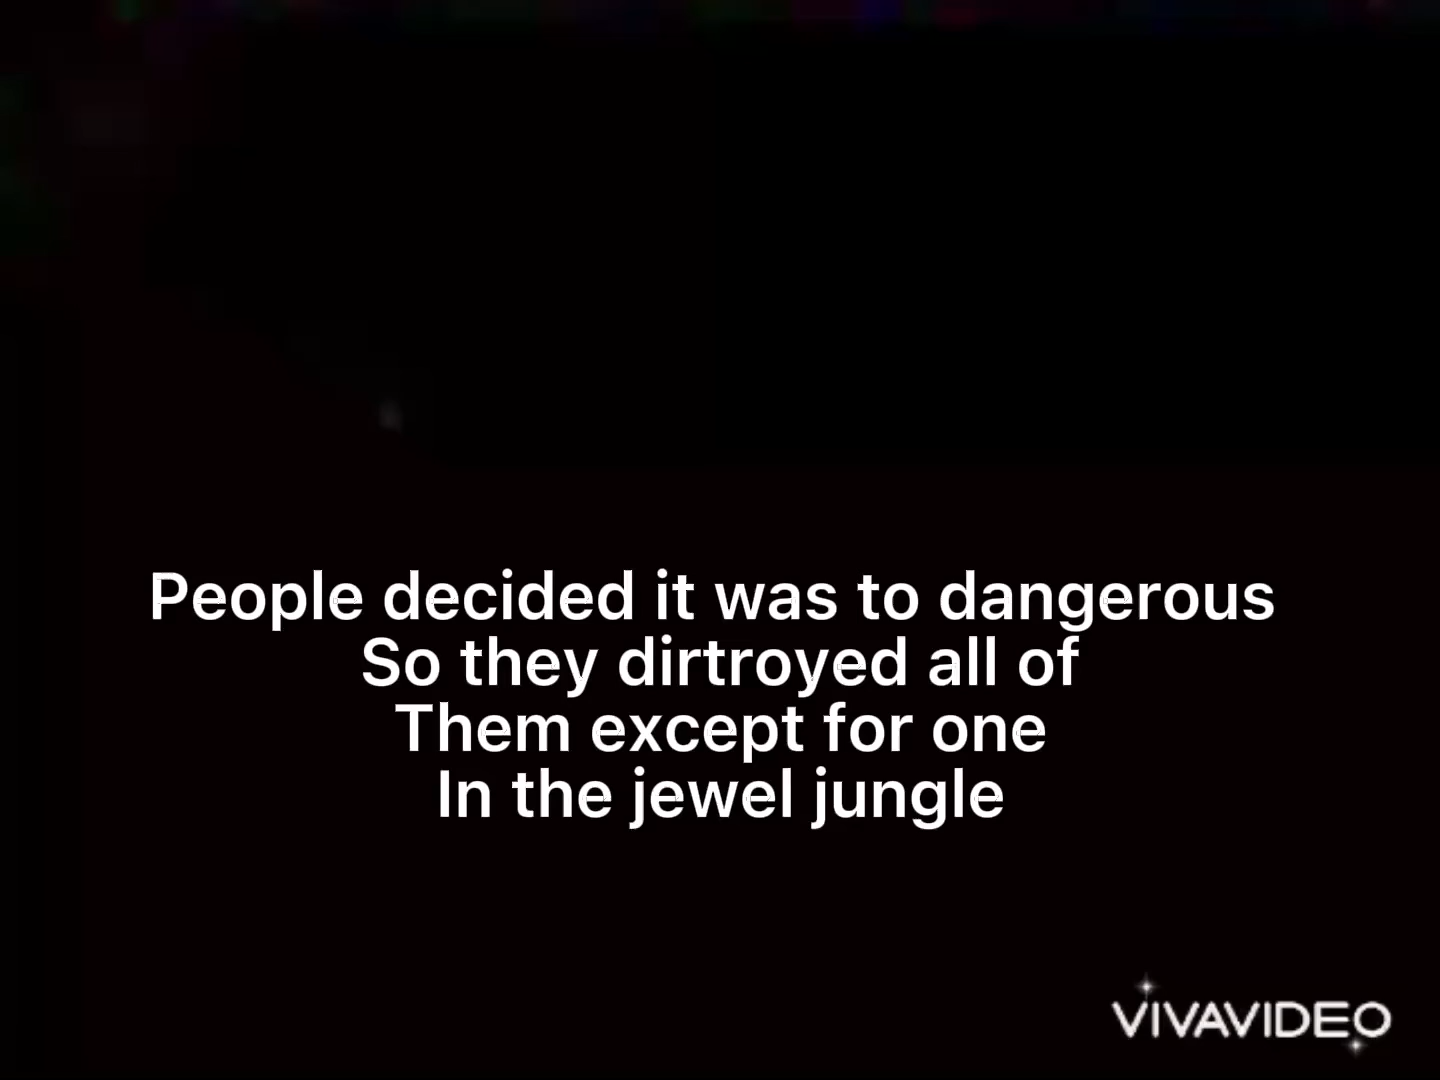 People decided it was to dangerous
So they dirtroyed all of
Them except for one
In the jewel jungle
VIVAVIDEO